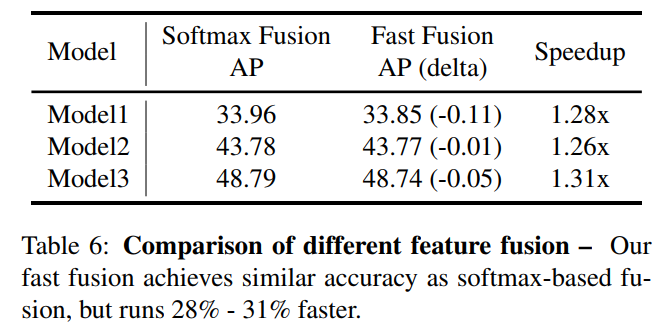 Model Softmax Fusion AP Fast Fusion AP (delta) Speedup
Model1 33.96 33.85 (-0.11) 1.28x
Model2 43.78 43.77 (-0.01) 1.26x
Model3 48.79 48.74 (-0.05) 1.31x
Table 6: Comparison of different feature fusion – Our
fast fusion achieves similar accuracy as softmax-based fu-
sion, but runs 28% - 31% faster.